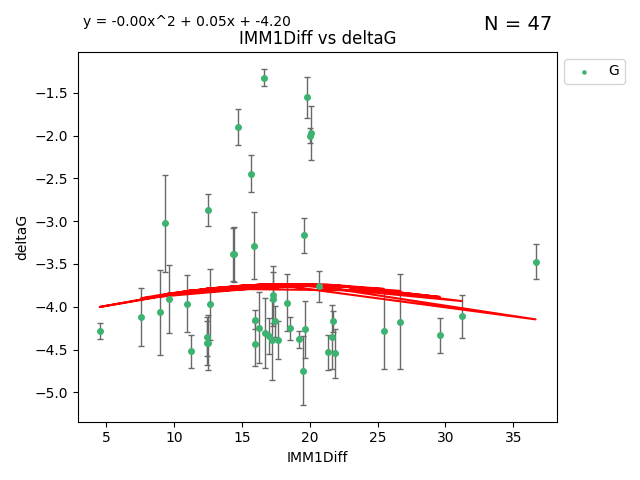 y = -0.00x^2 + 0.05x + -4.20
N = 47
IMM1Diff vs deltaG
G
deltaG
−1.5
−2.0
−2.5
−3.0
−3.5
−4.0
−4.5
−5.0
5 10 15 20 25 30 35
IMM1Diff